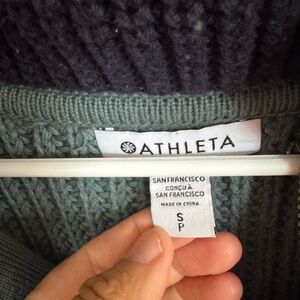 ATHLETA
SAN FRANCISCO
CONÇU À
SAN FRANCISCO
MADE IN CHINA
S
P